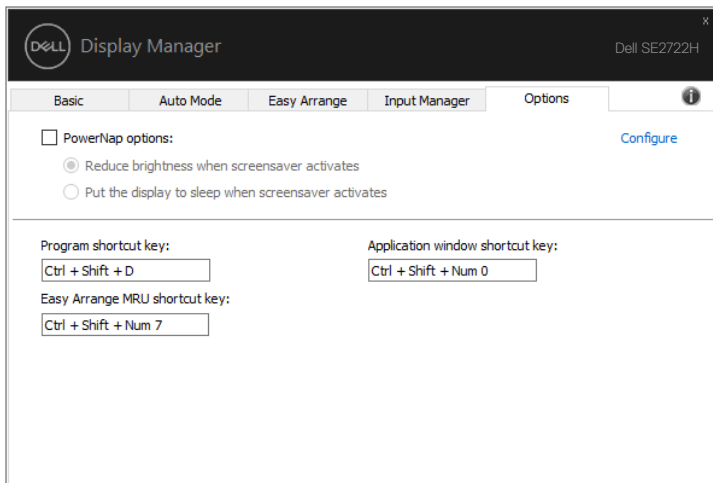 x
DELL Display Manager Dell SE2722H
Basic Auto Mode Easy Arrange Input Manager Options i
PowerNap options: Configure
Reduce brightness when screensaver activates
Put the display to sleep when screensaver activates
Program shortcut key: Application window shortcut key:
Ctrl + Shift + D Ctrl + Shift + Num 0
Easy Arrange MRU shortcut key:
Ctrl + Shift + Num 7